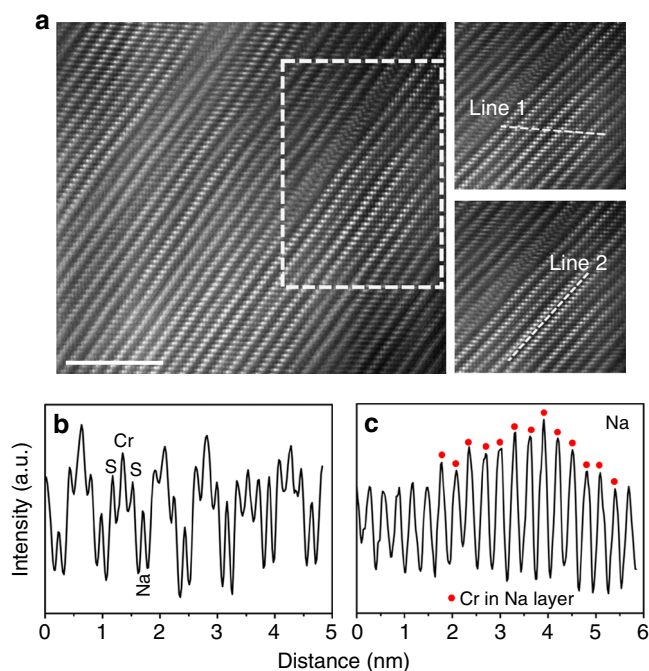 a
Line 1
Line 2
b
Cr
S S
Na
c
Na
Cr in Na layer
Intensity (a.u.)
0 1 2 3 4 5
0 1 2 3 4 5 6
Distance (nm)